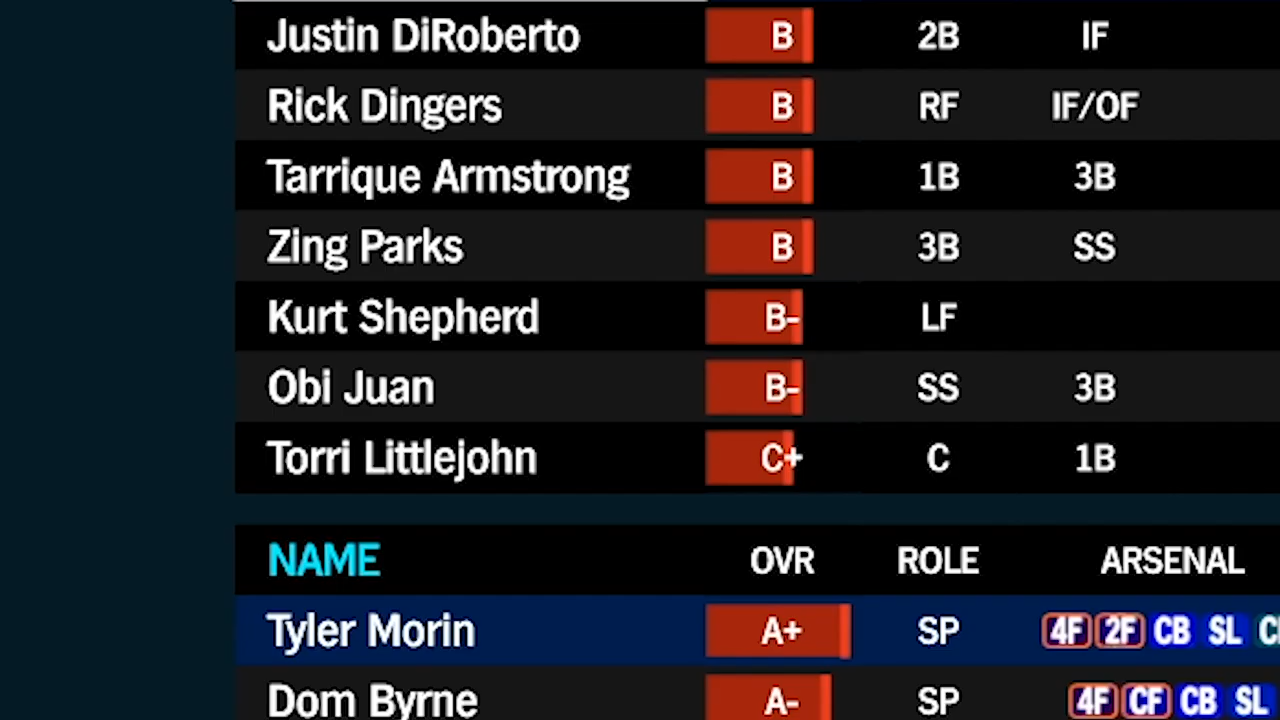 Justin DiRoberto B 2B IF
Rick Dingers B RF IF/OF
Tarrique Armstrong B 1B 3B
Zing Parks B 3B SS
Kurt Shepherd B- LF
Obi Juan B- SS 3B
Torri Littlejohn C+ C 1B
NAME OVR ROLE ARSENAL
Tyler Morin A+ SP 4F 2F CB SL
Dom Byrne A- SP 4F CF CB SL